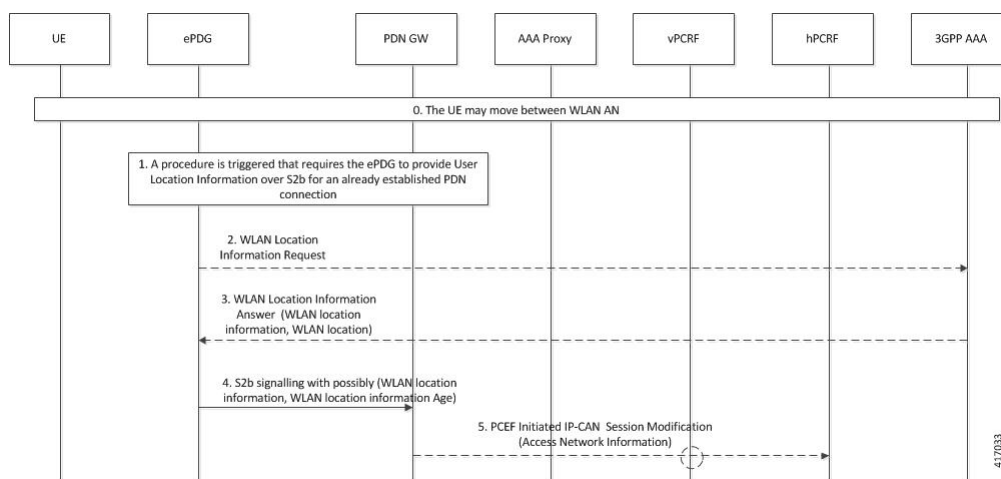 UE
ePDG
PDN GW
AAA Proxy
vPCRF
hPCRF
3GPP AAA
0. The UE may move between WLAN AN
1. A procedure is triggered that requires the ePDG to provide User
Location Information over S2b for an already established PDN
connection
2. WLAN Location
Information Request
3. WLAN Location Information
Answer (WLAN location
information, WLAN location)
4. S2b signalling with possibly (WLAN location
information, WLAN location information Age)
5. PCEF Initiated IP-CAN Session Modification
(Access Network Information)
417033